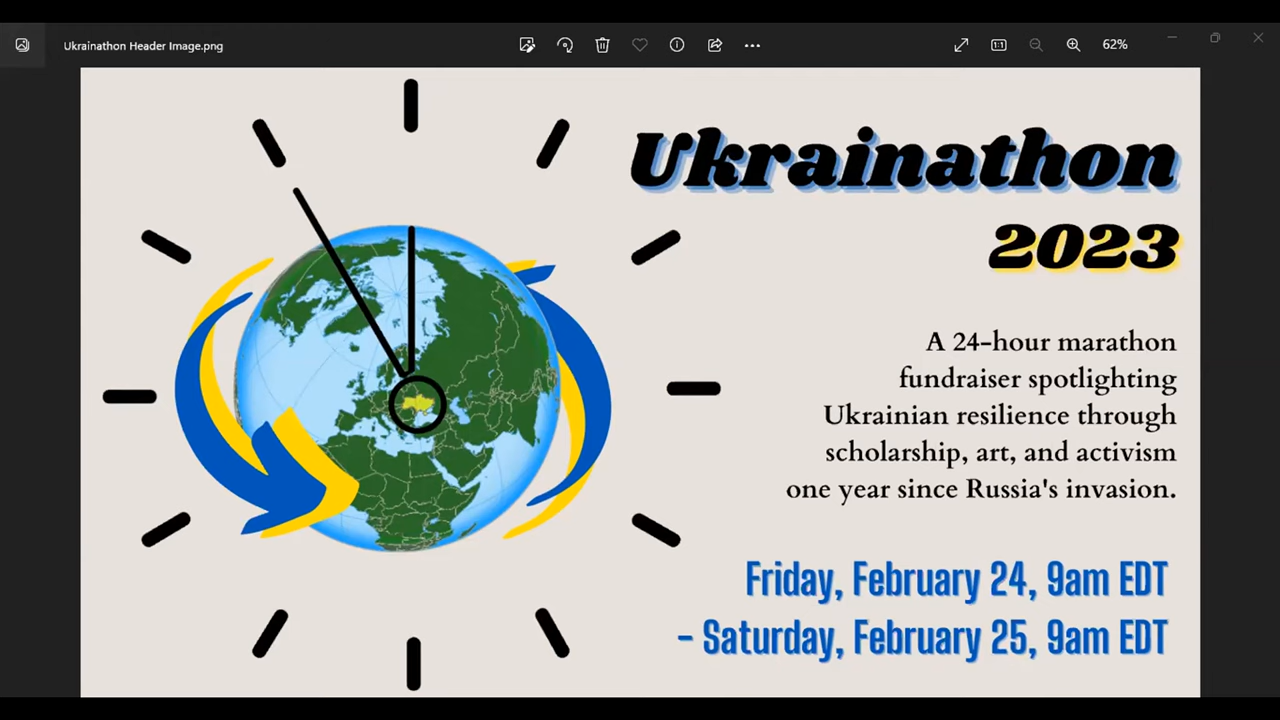 Ukrainathon Header Image.png
62%
Ukrainathon
2023
A 24-hour marathon
fundraiser spotlighting
Ukrainian resilience through
scholarship, art, and activism
one year since Russia's invasion.
Friday, February 24, 9am EDT
- Saturday, February 25, 9am EDT